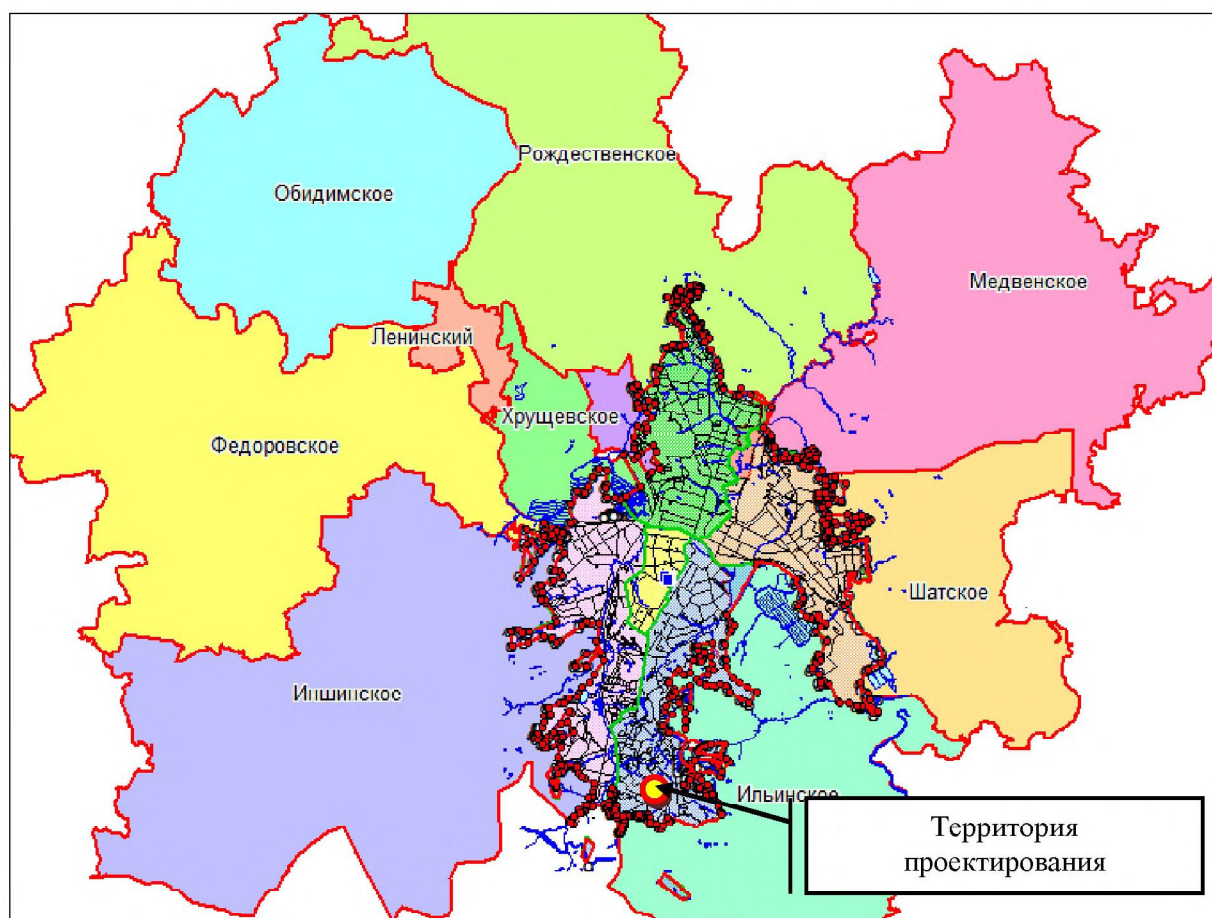 Рождественское
Обидимское
Медвенское
Ленинский
Хрущевское
Федоровское
Шатское
Иншинское
Ильинское
Территория
проектирования